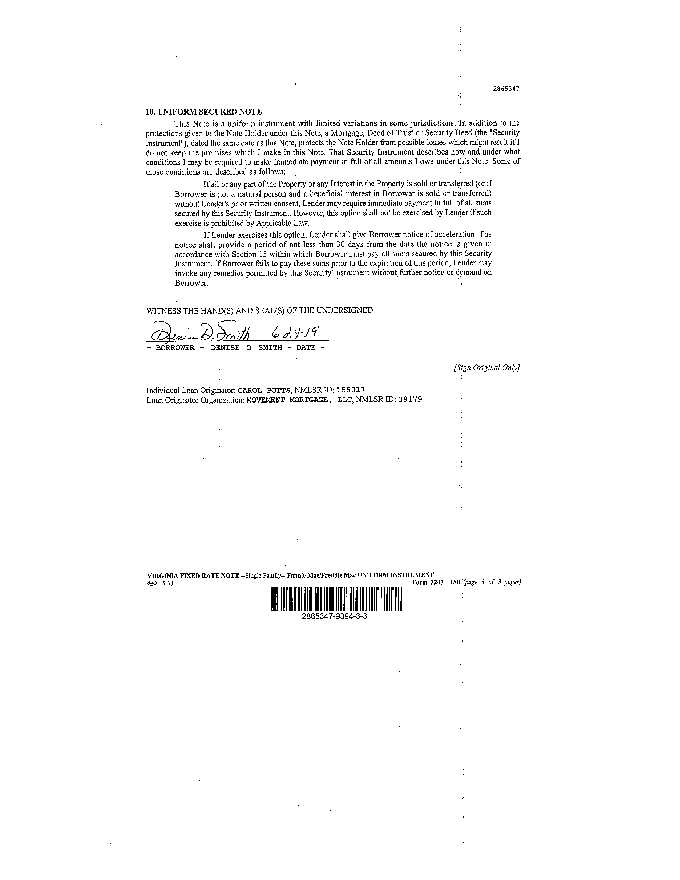 2865347
10. UNIFORM SECURED NOTE
This Note is a uniform instrument with limited variations in some jurisdictions. In addition to the
protections given to the Note Holder under this Note, a Mortgage, Deed of Trust or Security Deed (the "Security
Instrument"), dated the same date as this Note, protects the Note Holder from possible losses which might result if I
do not keep the promises which I make in this Note. That Security Instrument describes how and under what
conditions I may be required to make immediate payment in full of all amounts I owe under this Note. Some of
those conditions are described as follows:
If all or any part of the Property or any Interest in the Property is sold or transferred (or if
Borrower is not a natural person and a beneficial interest in Borrower is sold or transferred)
without Lender's prior written consent, Lender may require immediate payment in full of all sums
secured by this Security Instrument. However, this option shall not be exercised by Lender if such
exercise is prohibited by Applicable Law.
If Lender exercises this option, Lender shall give Borrower notice of acceleration. The
notice shall provide a period of not less than 30 days from the date the notice is given in
accordance with Section 15 within which Borrower must pay all sums secured by this Security
Instrument. If Borrower fails to pay these sums prior to the expiration of this period, Lender may
invoke any remedies permitted by this Security Instrument without further notice or demand on
Borrower.
WITNESS THE HAND(S) AND SEAL(S) OF THE UNDERSIGNED
Denise D. Smith 6-24-19
- BORROWER - DENISE D SMITH - DATE -
[Sign Original Only]
Individual Loan Originator: CAROL POTTS, NMLSR ID:
Loan Originator Organization: MOVEMENT MORTGAGE, LLC, NMLSR ID: 39179
VIRGINIA FIXED RATE NOTE—Single Family—Fannie Mae/Freddie Mac UNIFORM INSTRUMENT
Form 3247 1/01 (page 3 of 3 pages)
2865347-9394-3-3